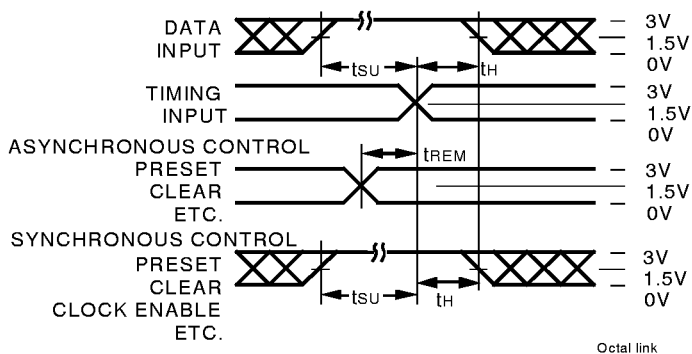 DATA INPUT
3V
1.5V
0V
tSU
tH
TIMING INPUT
3V
1.5V
0V
ASYNCHRONOUS CONTROL
PRESET
CLEAR
ETC.
tREM
3V
1.5V
0V
SYNCHRONOUS CONTROL
PRESET
CLEAR
CLOCK ENABLE
ETC.
tSU
tH
3V
1.5V
0V
Octal link